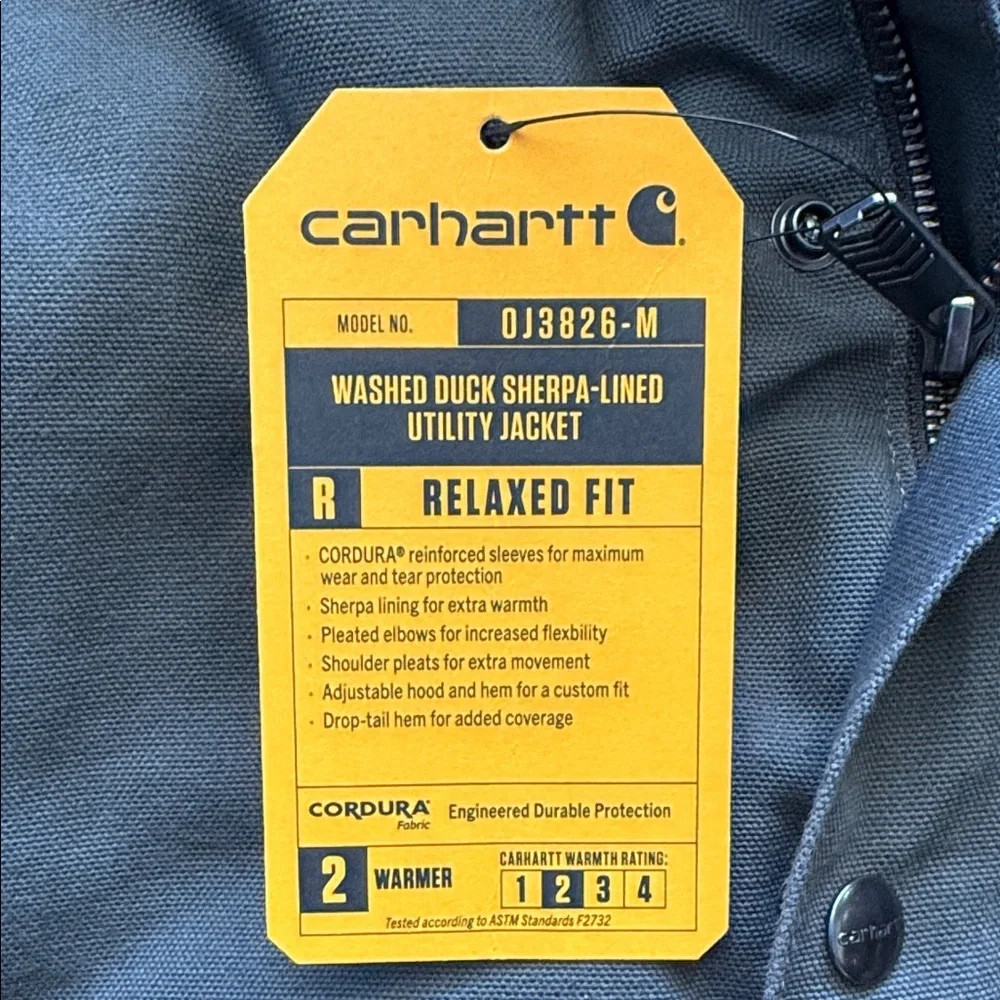 carhartt
MODEL NO. OJ3826-M
WASHED DUCK SHERPA-LINED
UTILITY JACKET
R RELAXED FIT
· CORDURA® reinforced sleeves for maximum
wear and tear protection
· Sherpa lining for extra warmth
· Pleated elbows for increased flexbility
· Shoulder pleats for extra movement
· Adjustable hood and hem for a custom fit
· Drop-tail hem for added coverage
CORDURA® Engineered Durable Protection
Fabric
2 WARMER
CARHARTT WARMTH RATING:
1 2 3 4
Tested according to ASTM Standards F2732
carhartt